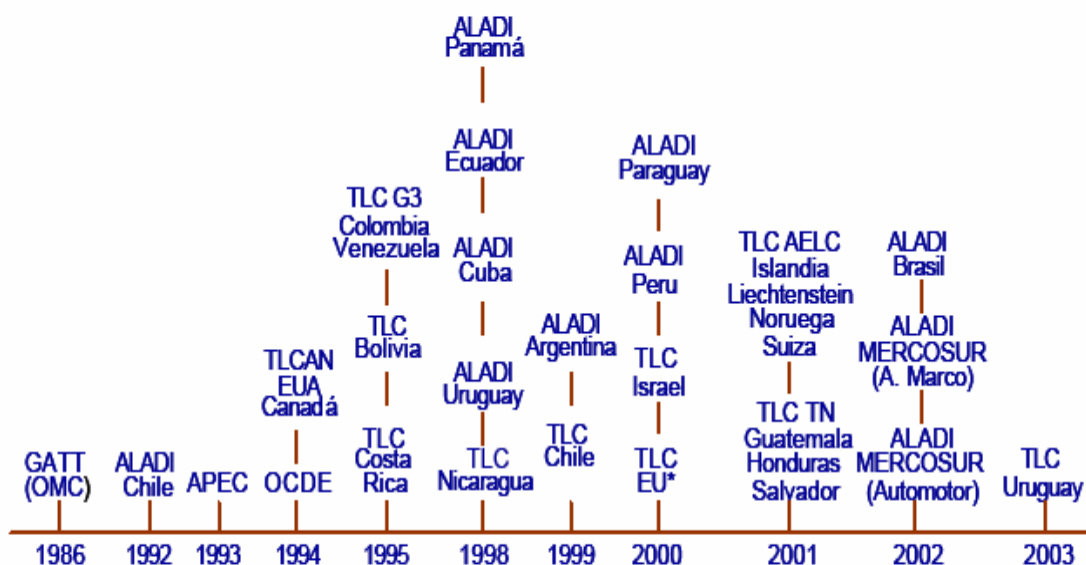 ALADI
Panamá
ALADI
Ecuador
ALADI
Paraguay
TLC G3
Colombia
Venezuela
ALADI
Cuba
ALADI
Peru
TLC AELC
Islandia
Liechtenstein
Noruega
Suiza
ALADI
Brasil
TLC
Bolivia
ALADI
Argentina
ALADI
MERCOSUR
(A. Marco)
TLCAN
EUA
Canadá
ALADI
Uruguay
TLC
Israel
GATT
(OMC)
ALADI
Chile
APEC
OCDE
TLC
Costa
Rica
TLC
Nicaragua
TLC
Chile
TLC
EU*
TLC TN
Guatemala
Honduras
Salvador
ALADI
MERCOSUR
(Automotor)
TLC
Uruguay
1986
1992
1993
1994
1995
1998
1999
2000
2001
2002
2003